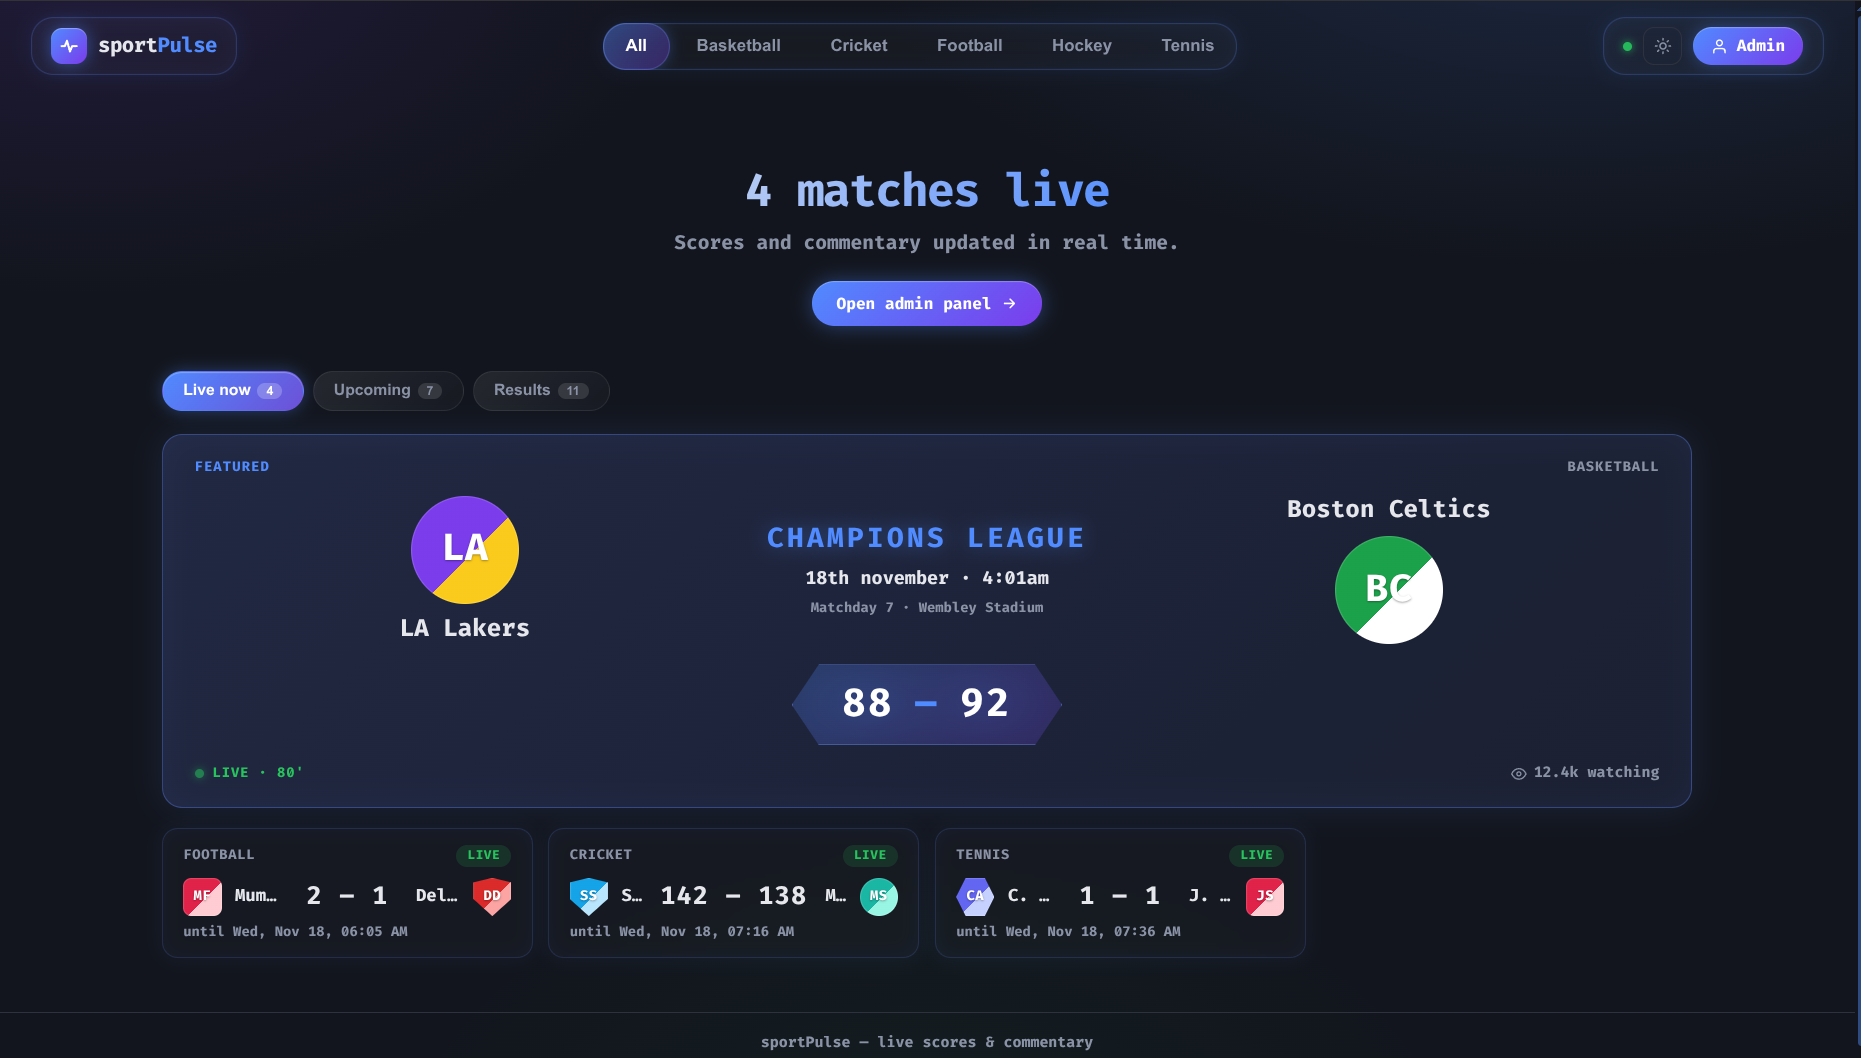 sportPulse
All Basketball Cricket Football Hockey Tennis
Admin
4 matches live
Scores and commentary updated in real time.
Open admin panel →
Live now 4 Upcoming 7 Results 11
FEATURED
BASKETBALL
LA
LA Lakers
CHAMPIONS LEAGUE
18th november · 4:01am
Matchday 7 · Wembley Stadium
88 – 92
Boston Celtics
BC
LIVE · 80'
12.4k watching
FOOTBALL LIVE
MF Mum… 2 – 1 Del… DD
until Wed, Nov 18, 06:05 AM
CRICKET LIVE
SS S… 142 – 138 M… MS
until Wed, Nov 18, 07:16 AM
TENNIS LIVE
CA C. … 1 – 1 J. … JS
until Wed, Nov 18, 07:36 AM
sportPulse — live scores & commentary